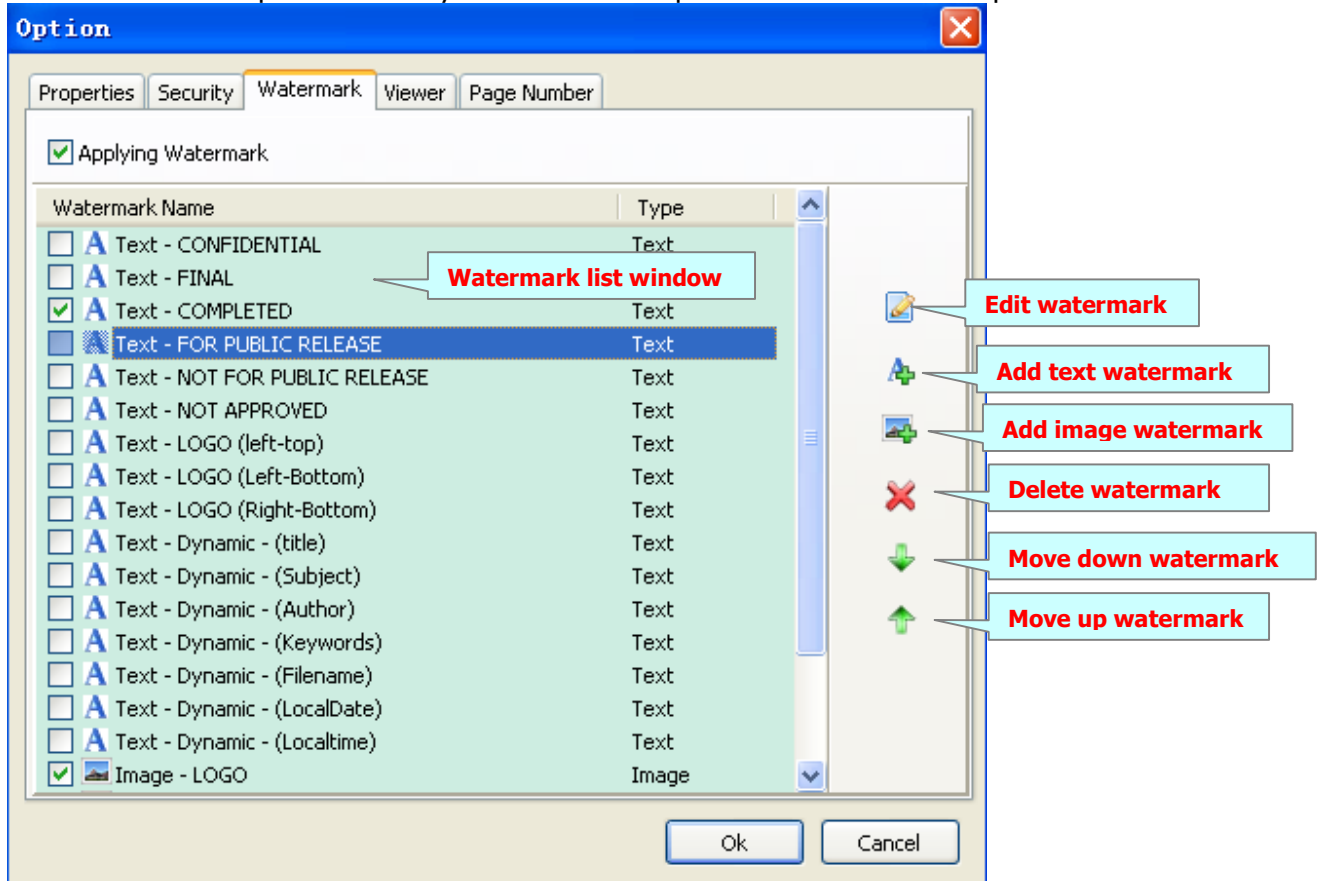 Option
Properties Security Watermark Viewer Page Number
Applying Watermark
Watermark Name Type
Text - CONFIDENTIAL Text
Text - FINAL
Watermark list window
Text - COMPLETED Text
Edit watermark
Text - FOR PUBLIC RELEASE Text
Text - NOT FOR PUBLIC RELEASE Text
Add text watermark
Text - NOT APPROVED Text
Add image watermark
Text - LOGO (left-top) Text
Text - LOGO (Left-Bottom) Text
Delete watermark
Text - LOGO (Right-Bottom) Text
Text - Dynamic - (title) Text
Move down watermark
Text - Dynamic - (Subject) Text
Text - Dynamic - (Author) Text
Move up watermark
Text - Dynamic - (Keywords) Text
Text - Dynamic - (Filename) Text
Text - Dynamic - (LocalDate) Text
Text - Dynamic - (Localtime) Text
Image - LOGO Image
Ok Cancel